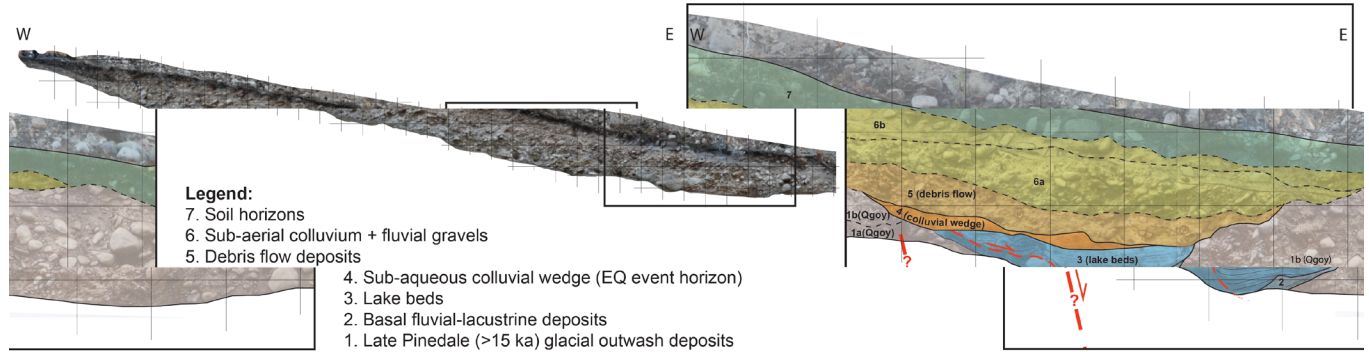 W
E
W
E
7
6b
6a
5 (debris flow)
4 (colluvial wedge)
1b(Qgoy)
1a(Qgoy)
?
3 (lake beds)
1b (Qgoy)
?
2
Legend:
7. Soil horizons
6. Sub-aerial colluvium + fluvial gravels
5. Debris flow deposits
4. Sub-aqueous colluvial wedge (EQ event horizon)
3. Lake beds
2. Basal fluvial-lacustrine deposits
1. Late Pinedale (>15 ka) glacial outwash deposits